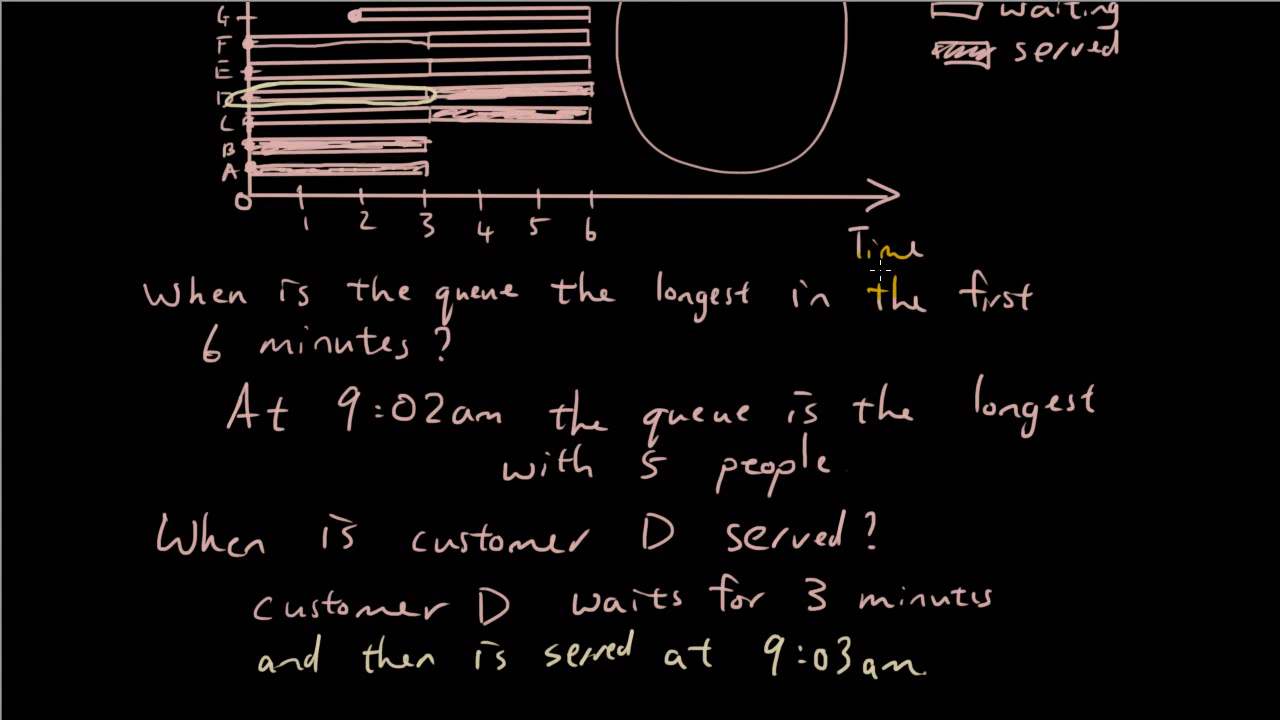 G
waiting
F
served
E
D
C
B
A
0 1 2 3 4 5 6
Time
When is the queue the longest in the first
6 minutes?
At 9:02am the queue is the longest
with 5 people
When is customer D served?
customer D waits for 3 minutes
and then is served at 9:03am.